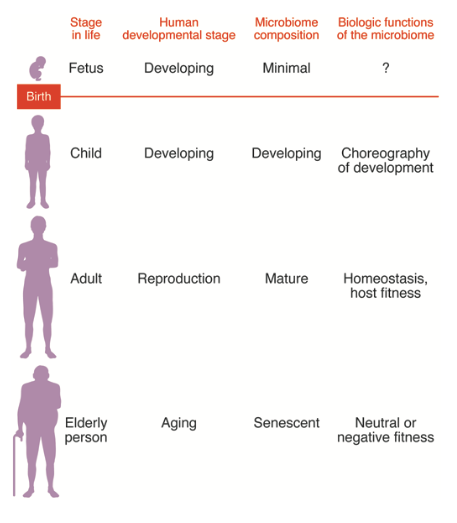 Stage in life
Human developmental stage
Microbiome composition
Biologic functions of the microbiome
Fetus
Developing
Minimal
?
Birth
Child
Developing
Developing
Choreography of development
Adult
Reproduction
Mature
Homeostasis, host fitness
Elderly person
Aging
Senescent
Neutral or negative fitness